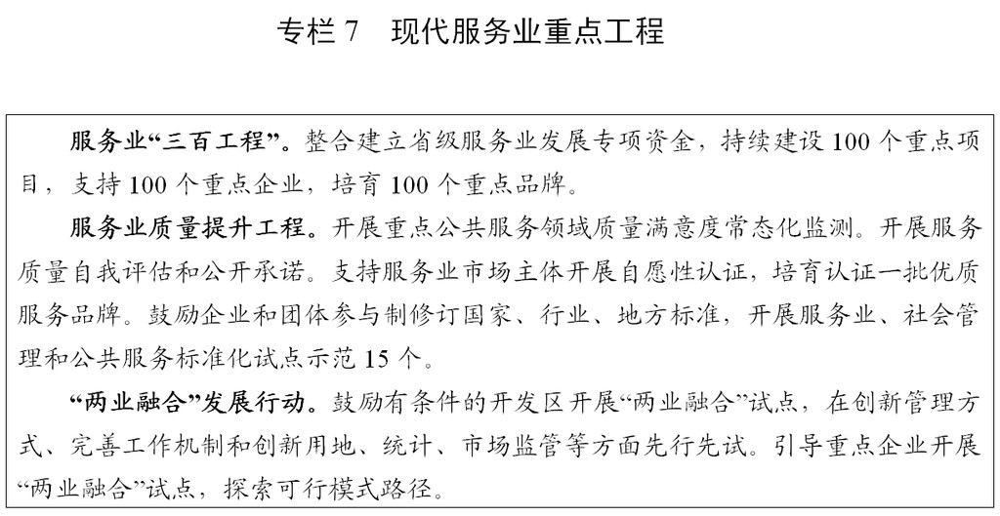 专栏 7　现代服务业重点工程
服务业“三百工程”。整合建立省级服务业发展专项资金，持续建设 100 个重点项
目，支持 100 个重点企业，培育 100 个重点品牌。
服务业质量提升工程。开展重点公共服务领域质量满意度常态化监测。开展服务
质量自我评估和公开承诺。支持服务业市场主体开展自愿性认证，培育认证一批优质
服务品牌。鼓励企业和团体参与制修订国家、行业、地方标准，开展服务业、社会管
理和公共服务标准化试点示范 15 个。
“两业融合”发展行动。鼓励有条件的开发区开展“两业融合”试点，在创新管理方
式、完善工作机制和创新用地、统计、市场监管等方面先行先试。引导重点企业开展
“两业融合”试点，探索可行模式路径。